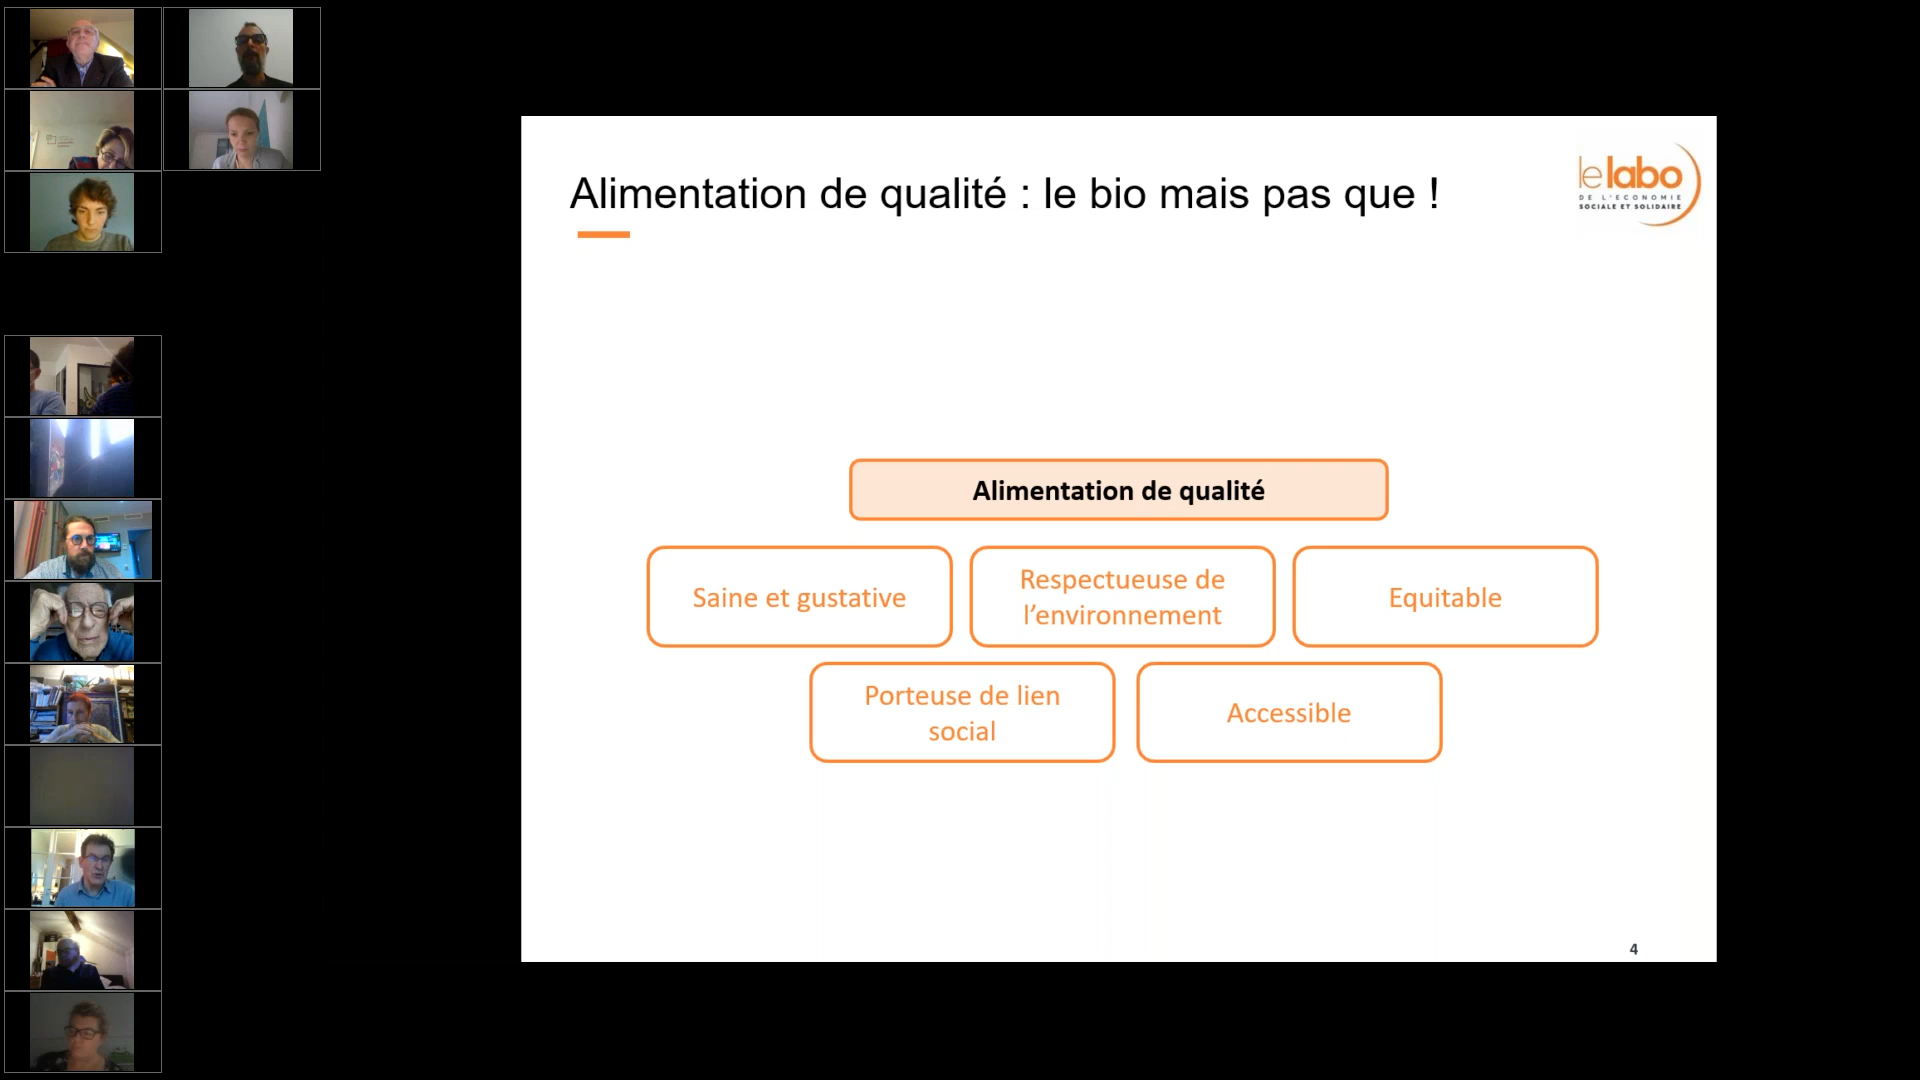 Alimentation de qualité : le bio mais pas que !
le labo
DE L'ECONOMIE
SOCIALE ET SOLIDAIRE
Alimentation de qualité
Saine et gustative
Respectueuse de
l’environnement
Equitable
Porteuse de lien
social
Accessible
4